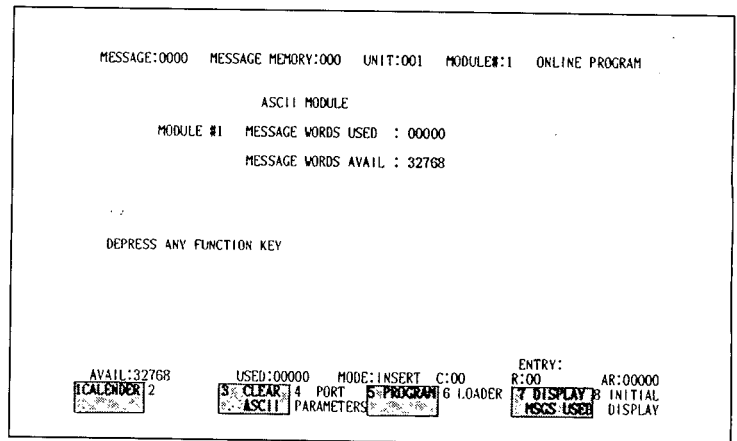 MESSAGE:0000 MESSAGE MEMORY:000 UNIT:001 MODULE#:1 ONLINE PROGRAM
ASCII MODULE
MODULE #1 MESSAGE WORDS USED : 00000
MESSAGE WORDS AVAIL : 32768
DEPRESS ANY FUNCTION KEY
ENTRY:
AVAIL:32768 USED:00000 MODE:INSERT C:00 R:00 AR:00000
1CALENDER 2 3 CLEAR 4 PORT 5 PROGRAM 6 LOADER 7 DISPLAY 8 INITIAL
ASCII PARAMETERS MSGS USED DISPLAY